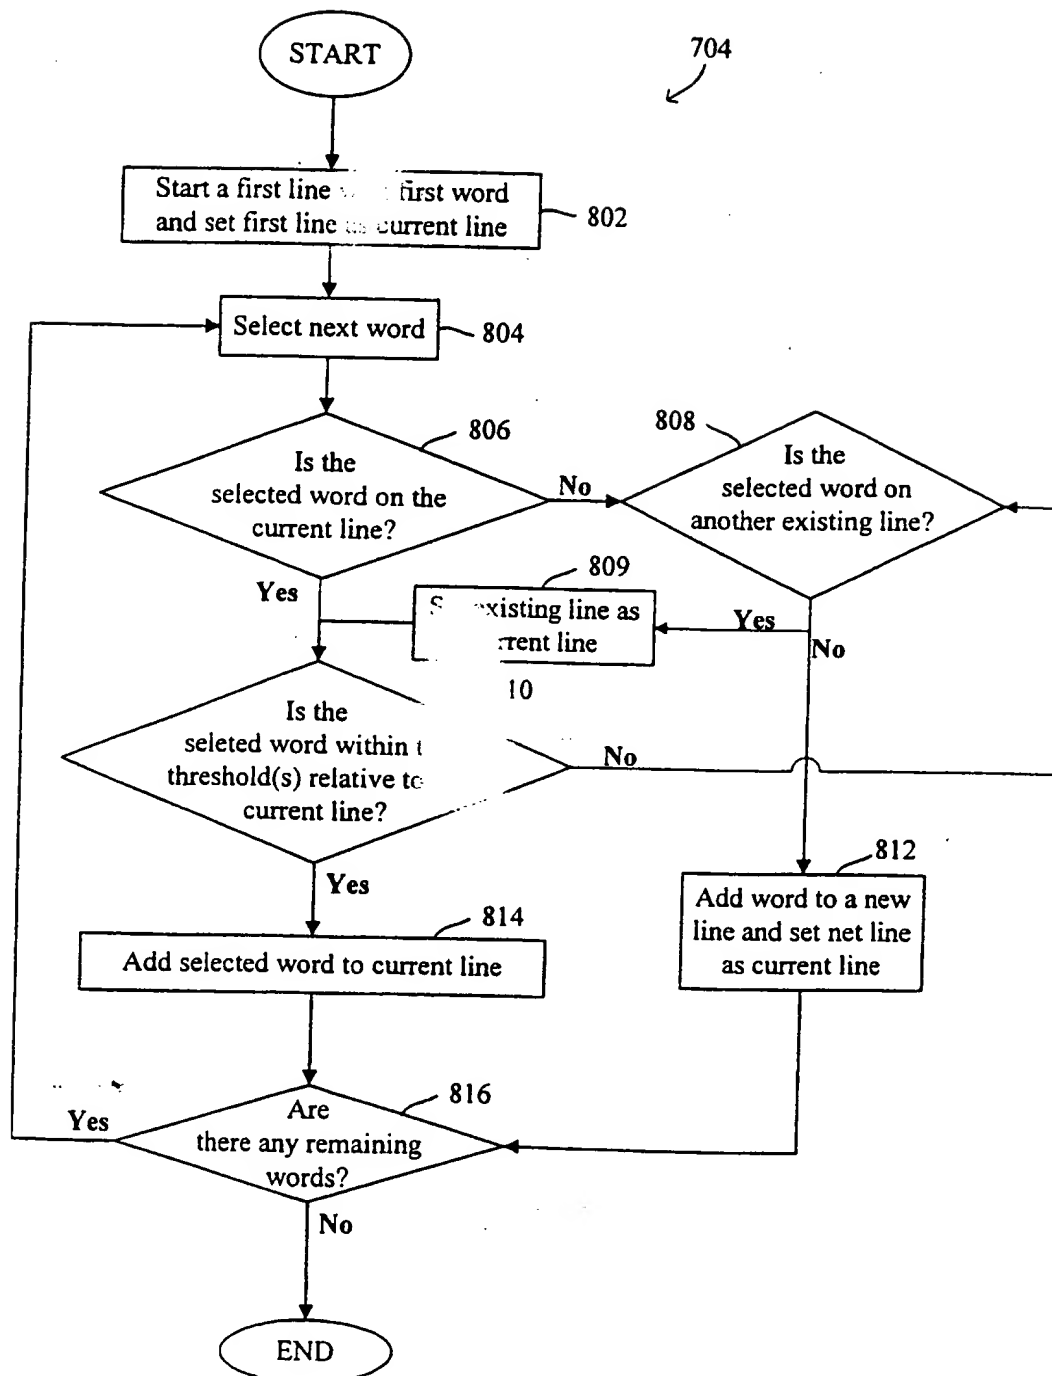 START
704
Start a first line first word
and set first line as current line
802
Select next word
804
806
808
Is the
selected word on the
current line?
No
Is the
selected word on
another existing line?
Yes
809
existing line as
line
Yes
No
Is the
seleted word within
threshold(s) relative to
current line?
No
Yes
812
Add word to a new
line and set net line
as current line
814
Add selected word to current line
816
Are
there any remaining
words?
Yes
No
END